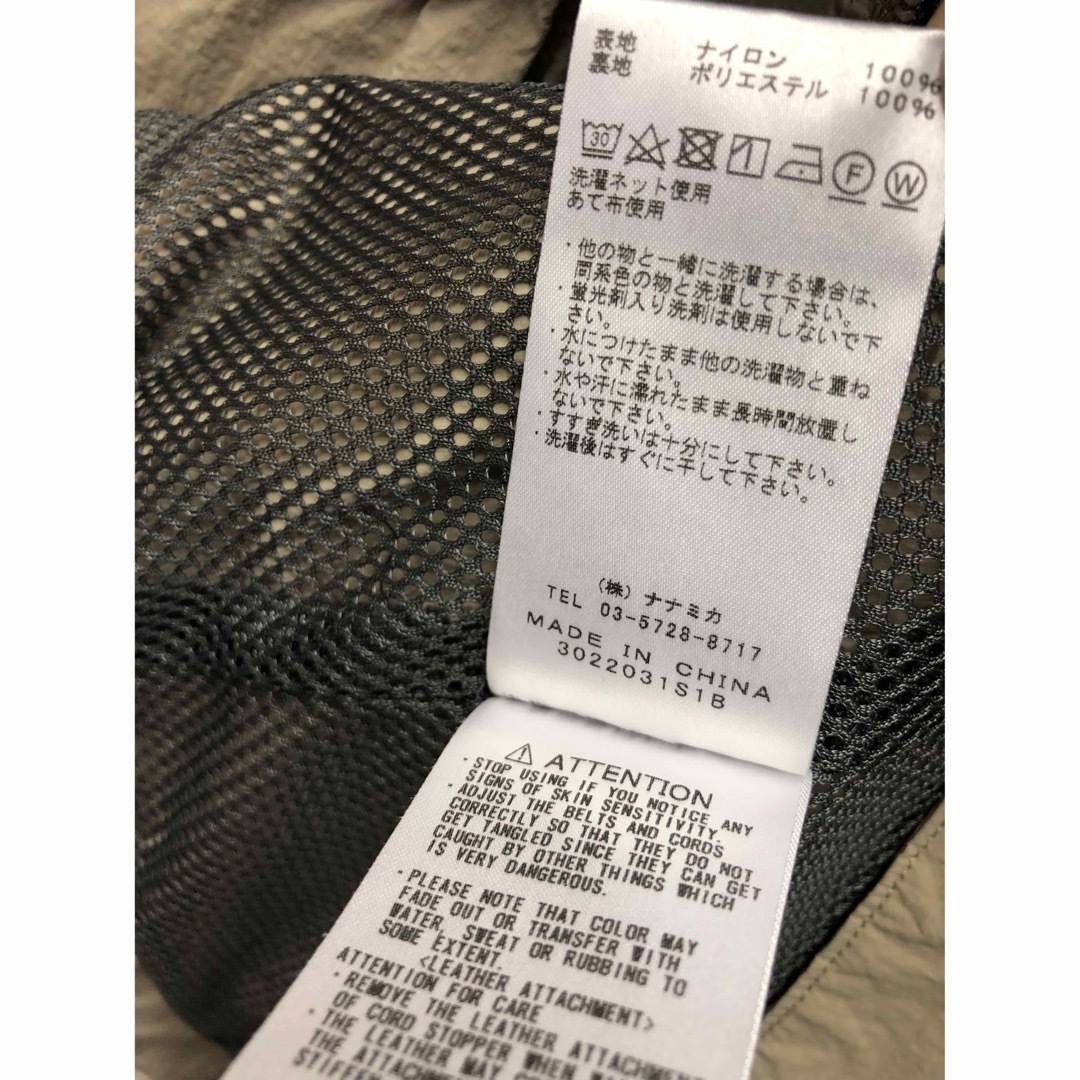 表地 ナイロン 100%
裏地 ポリエステル 100%
30 F W
洗濯ネット使用
あて布使用
・他の物と一緒に洗濯する場合は、
同系色の物と洗濯して下さい。
・蛍光剤入り洗剤は使用しないで下
さい。
・水につけたまま他の洗濯物と重ね
ないで下さい。
・水や汗に濡れたまま長時間放置し
ないで下さい。
・すすぎ洗いは十分にして下さい。
・洗濯後はすぐに干して下さい。
(株)ナナミカ
TEL 03-5728-8717
MADE IN CHINA
3022031S1B
ATTENTION
・STOP USING IF YOU NOTICE ANY
SIGNS OF SKIN SENSITIVITY.
・ADJUST THE BELTS AND CORDS
CORRECTLY SO THAT THEY DO NOT
GET TANGLED SINCE THEY CAN GET
CAUGHT BY OTHER THINGS WHICH
IS VERY DANGEROUS.
・PLEASE NOTE THAT COLOR MAY
FADE OUT OR TRANSFER WITH
WATER, SWEAT OR RUBBING TO
SOME EXTENT.
<LEATHER ATTACHMENT>
ATTENTION FOR CARE
・REMOVE THE LEATHER ATTACHMENT
OF CORD STOPPER WHEN
・THE LEATHER MAY
THE ATTACHMENT